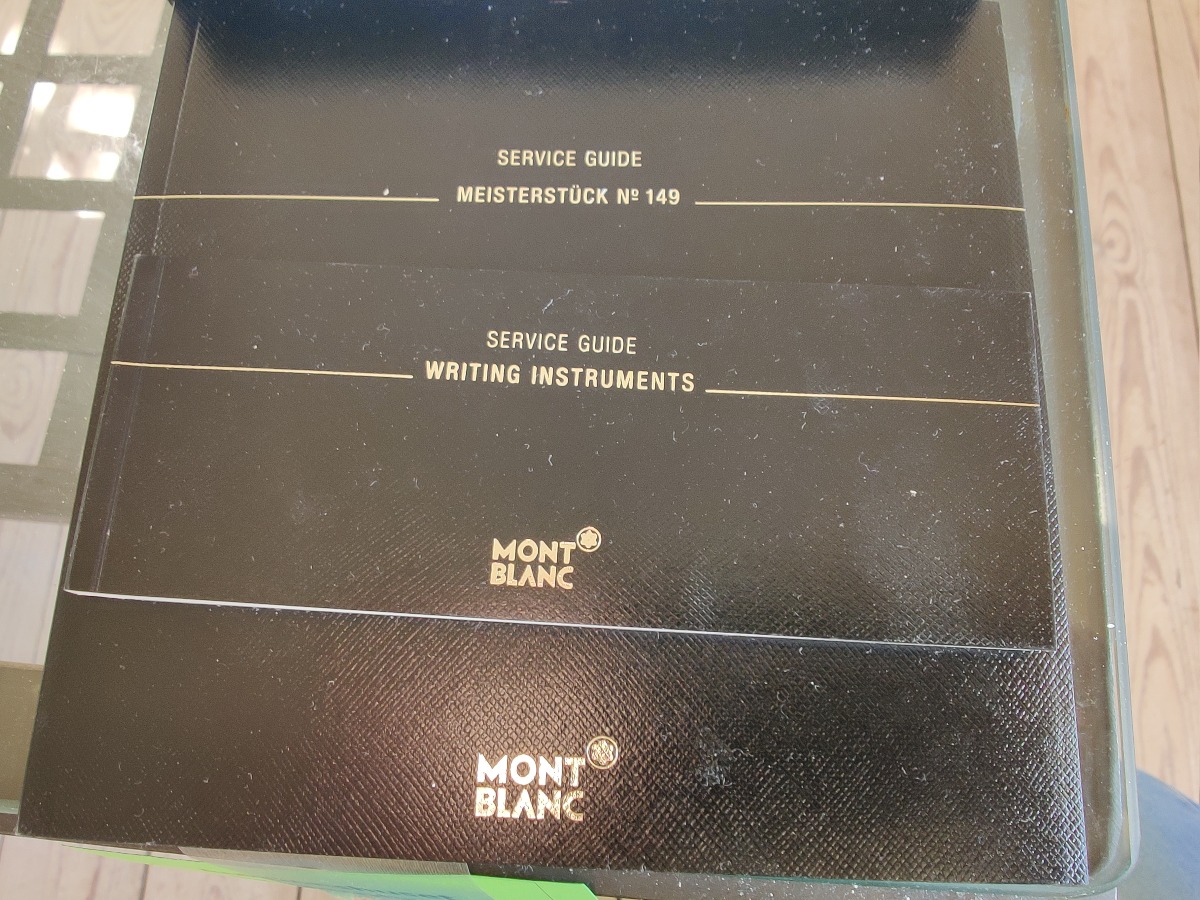 SERVICE GUIDE
MEISTERSTÜCK Nº 149
SERVICE GUIDE
WRITING INSTRUMENTS
MONT
BLANC
MONT
BLANC